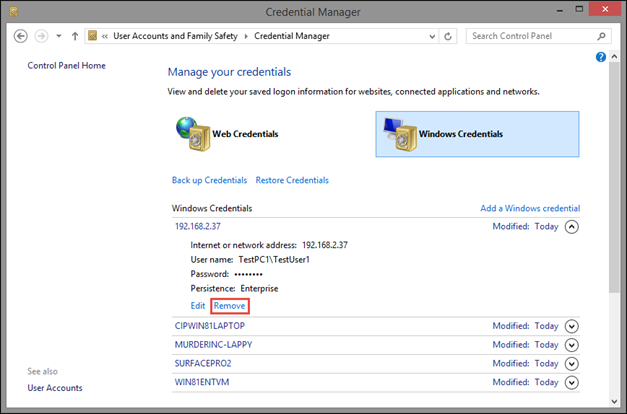 Credential Manager
User Accounts and Family Safety Credential Manager
Search Control Panel
Control Panel Home
Manage your credentials
View and delete your saved logon information for websites, connected applications and networks.
Web Credentials
Windows Credentials
Back up Credentials Restore Credentials
Windows Credentials Add a Windows credential
192.168.2.37 Modified: Today
Internet or network address: 192.168.2.37
User name: TestPC1\TestUser1
Password: ••••••••
Persistence: Enterprise
Edit Remove
CIPWIN81LAPTOP Modified: Today
MURDERINC-LAPPY Modified: Today
SURFACEPRO2 Modified: Today
WIN81ENTVM Modified: Today
See also
User Accounts